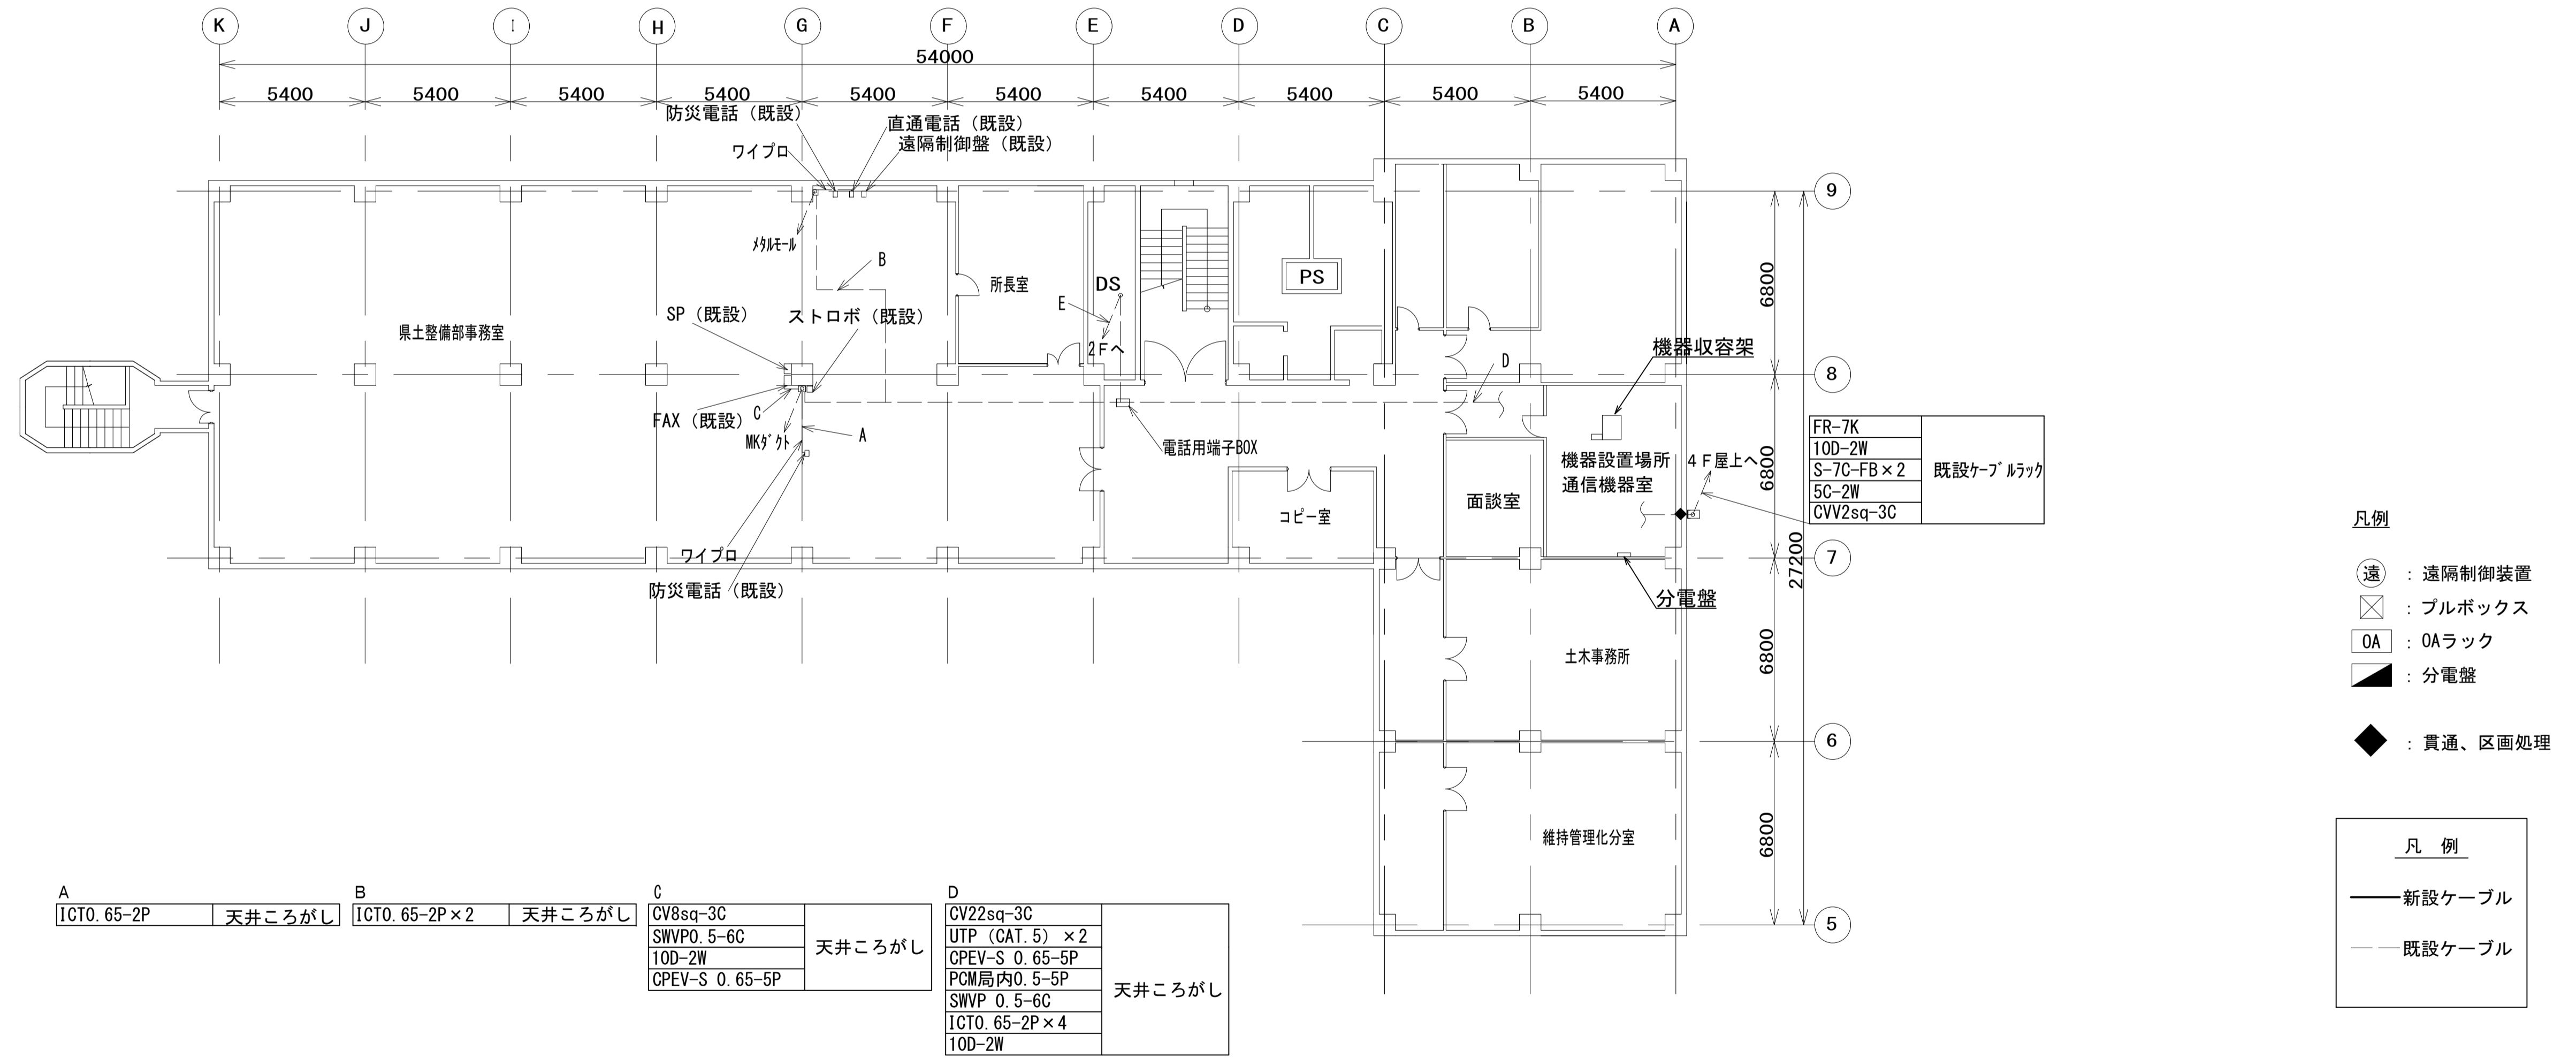 K J I H G F E D C B A
54000
5400 5400 5400 5400 5400 5400 5400 5400 5400 5400
防災電話（既設）
直通電話（既設）
遠隔制御盤（既設）
ワイプロ
9
ﾒﾀﾙﾓｰﾙ
B
所長室
DS
PS
6800
E
SP（既設）
ストロボ（既設）
県土整備部事務室
2Fへ
機器収容架
D
8
FAX（既設）
C
MKﾀﾞｸﾄ
A
電話用端子BOX
機器設置場所
通信機器室
4F屋上へ
面談室
コピー室
6800
FR-7K
10D-2W
S-7C-FB×2
5C-2W
CVV2sq-3C
既設ｹｰﾌﾞﾙﾗｯｸ
ワイプロ
防災電話（既設）
7
27200
分電盤
土木事務所
6800
6
維持管理化分室
6800
5
凡例
遠 : 遠隔制御装置
: プルボックス
OA : OAラック
: 分電盤
: 貫通、区画処理
凡 例
新設ケーブル
既設ケーブル
A
ICT0.65-2P 天井ころがし
B
ICT0.65-2P×2 天井ころがし
C
CV8sq-3C
SWVP0.5-6C
10D-2W
CPEV-S 0.65-5P
天井ころがし
D
CV22sq-3C
UTP（CAT.5）×2
CPEV-S 0.65-5P
PCM局内0.5-5P
SWVP 0.5-6C
ICT0.65-2P×4
10D-2W
天井ころがし